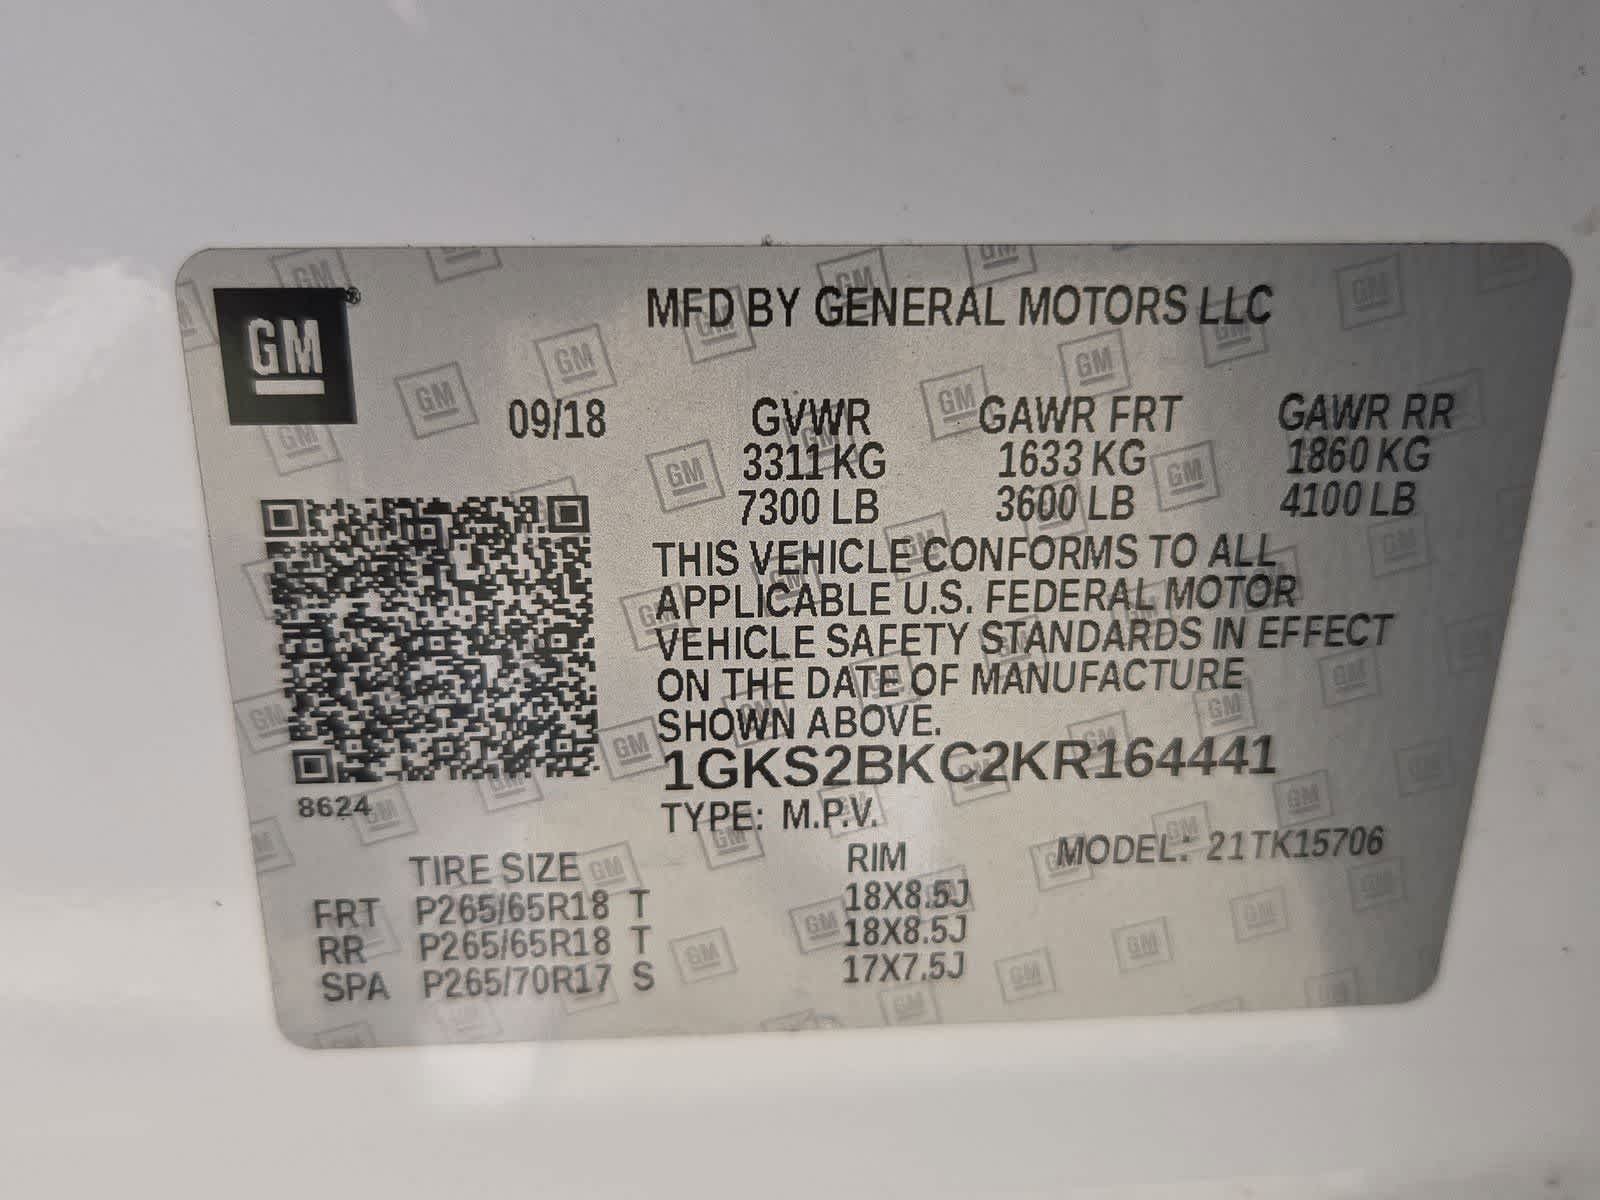 GM
MFD BY GENERAL MOTORS LLC
09/18 GVWR GAWR FRT GAWR RR
3311 KG 1633 KG 1860 KG
7300 LB 3600 LB 4100 LB
THIS VEHICLE CONFORMS TO ALL
APPLICABLE U.S. FEDERAL MOTOR
VEHICLE SAFETY STANDARDS IN EFFECT
ON THE DATE OF MANUFACTURE
SHOWN ABOVE.
1GKS2BKC2KR164441
8624
TYPE: M.P.V.
MODEL: 21TK15706
TIRE SIZE RIM
FRT P265/65R18 T 18X8.5J
RR P265/65R18 T 18X8.5J
SPA P265/70R17 S 17X7.5J